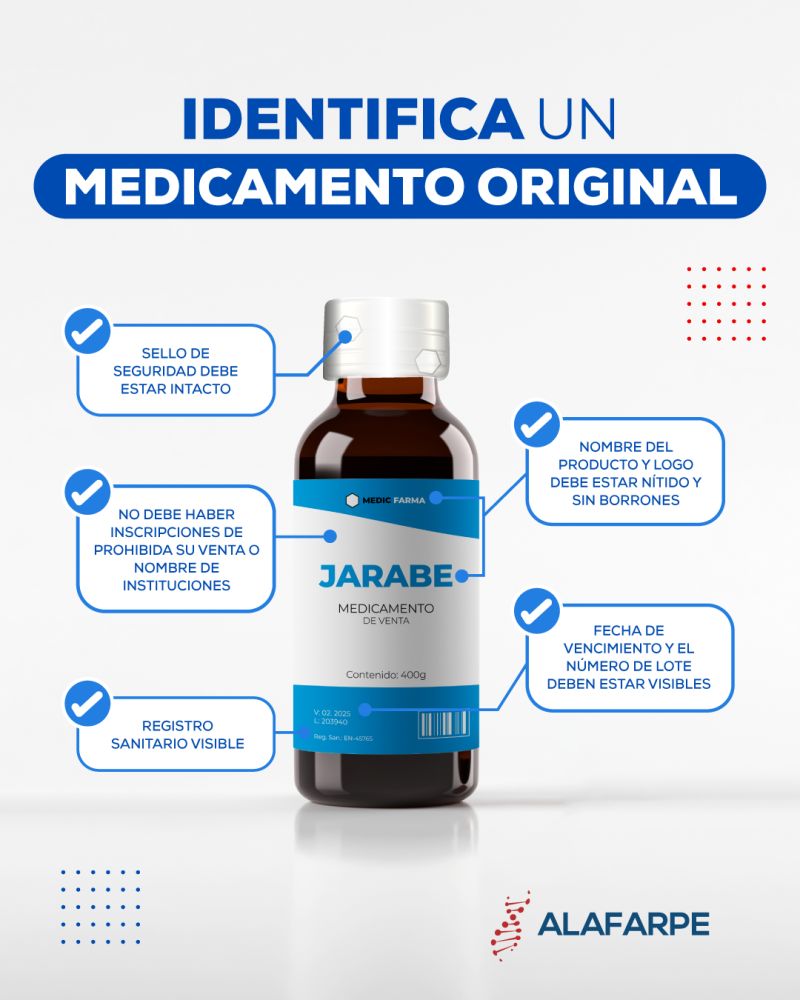 IDENTIFICA UN
MEDICAMENTO ORIGINAL
SELLO DE
SEGURIDAD DEBE
ESTAR INTACTO
NO DEBE HABER
INSCRIPCIONES DE
PROHIBIDA SU VENTA O
NOMBRE DE
INSTITUCIONES
REGISTRO
SANITARIO VISIBLE
MEDIC FARMA
JARABE
MEDICAMENTO
DE VENTA
Contenido: 400g
V: 02. 2025
L: 203940
Reg. San.: EN-45765
NOMBRE DEL
PRODUCTO Y LOGO
DEBE ESTAR NÍTIDO Y
SIN BORRONES
FECHA DE
VENCIMIENTO Y EL
NÚMERO DE LOTE
DEBEN ESTAR VISIBLES
ALAFARPE